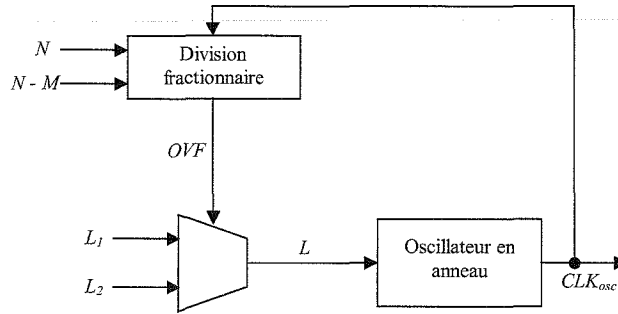 N
N - M
Division
fractionnaire
OVF
L1
L2
L
Oscillateur en
anneau
CLKosc